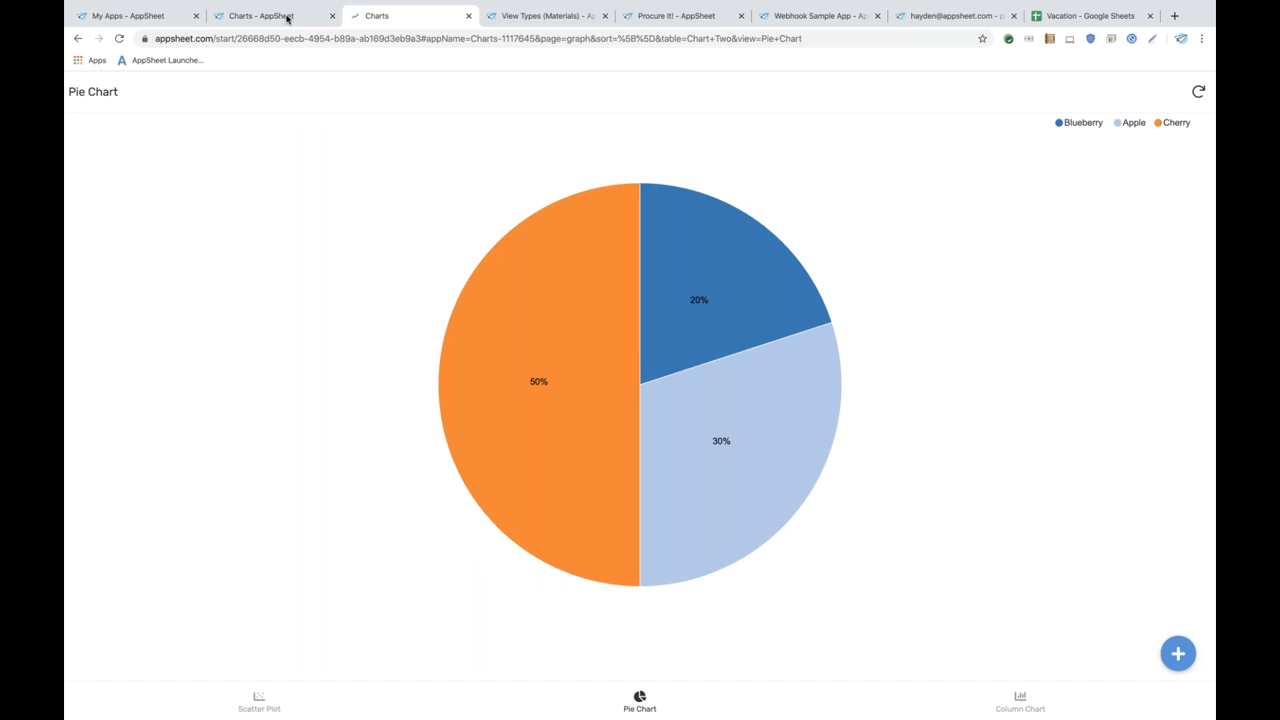 My Apps - AppSheet
Charts - AppSheet
Charts
View Types (Materials) - Ap
Procure It! - AppSheet
Webhook Sample App - Ap
hayden@appsheet.com - p
Vacation - Google Sheets
appsheet.com/start/26668d50-eecb-4954-b89a-ab169d3eb9a3#appName=Charts-1117645&page=graph&sort=%5B%5D&table=Chart+Two&view=Pie+Chart
Apps
AppSheet Launche...
Pie Chart
Blueberry Apple Cherry
20%
50%
30%
Scatter Plot
Pie Chart
Column Chart